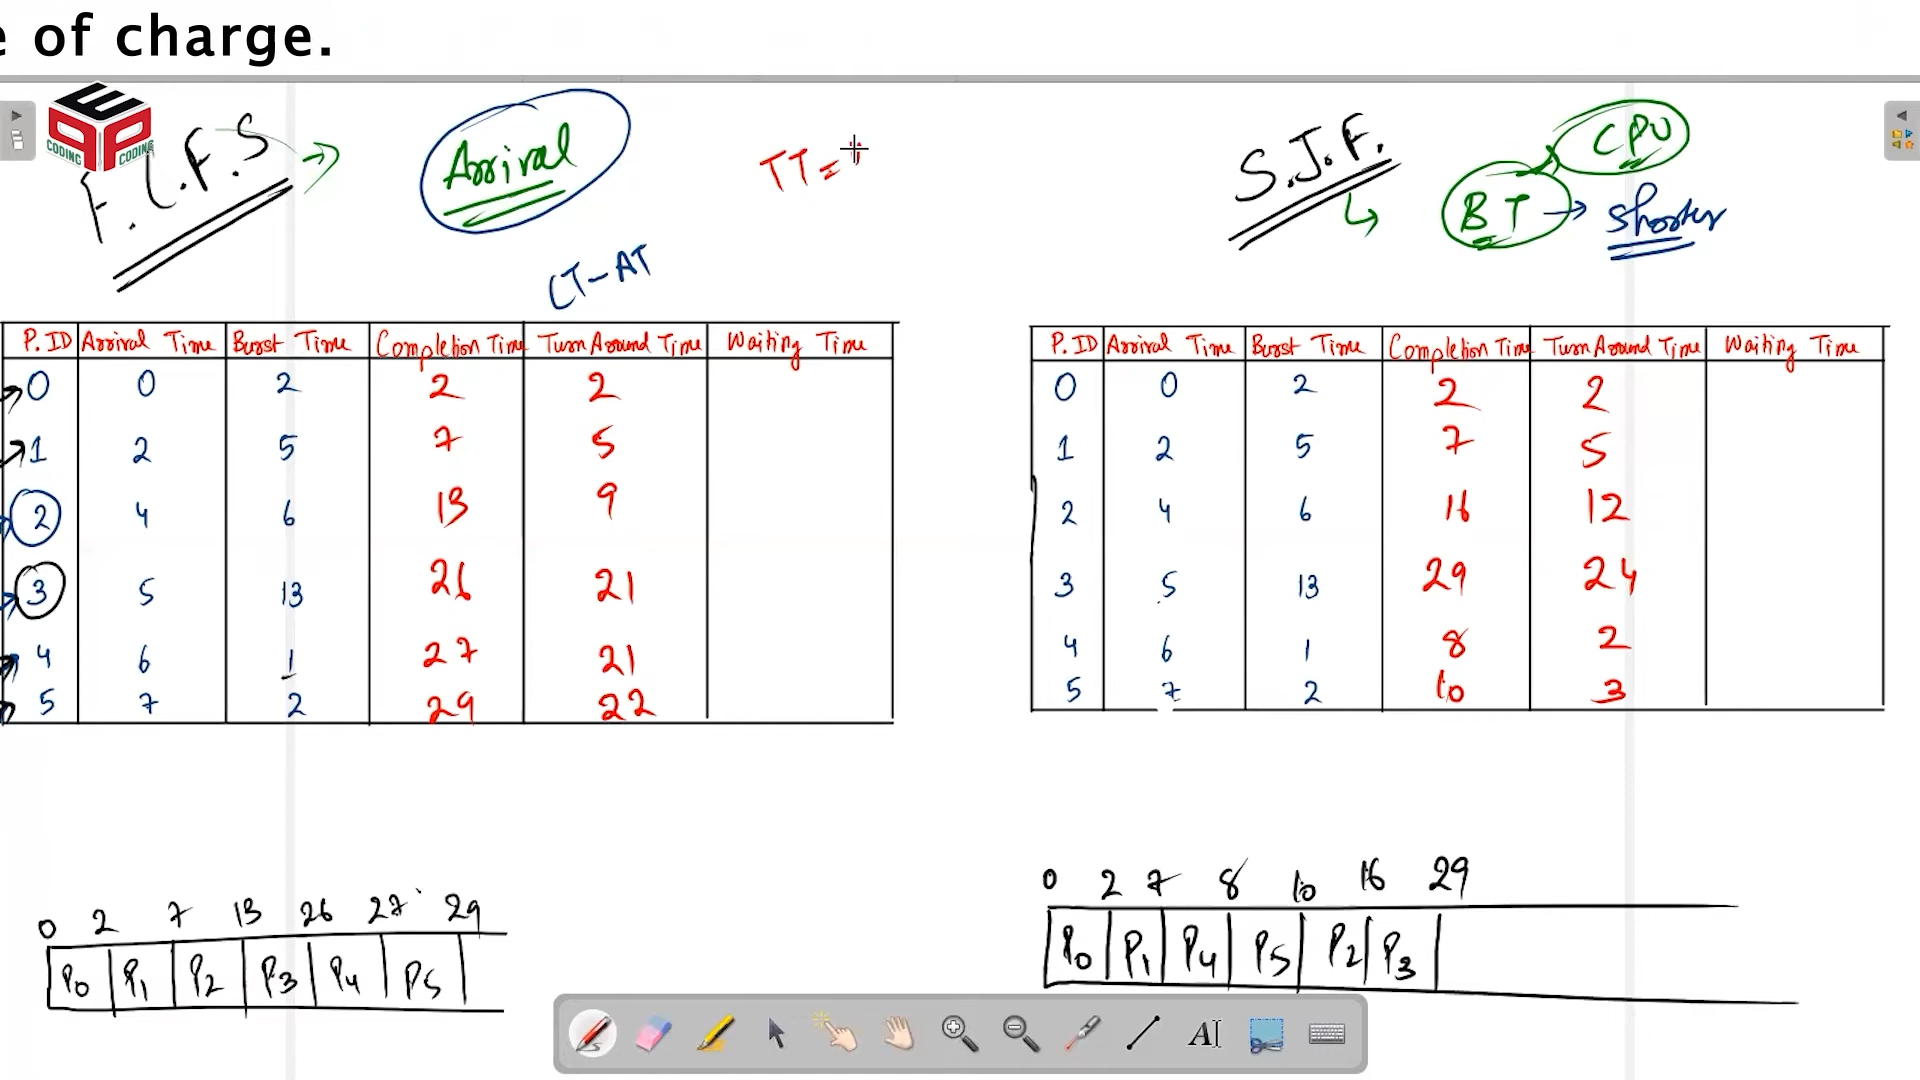 e of charge.
CODING CODING
F.C.F.S → Arrival
TT =
CT-AT
S.J.F.
BT → shorter
CPU
P.ID Arrival Time Burst Time Completion Time Turn Around Time Waiting Time
0 0 2 2 2
1 2 5 7 5
2 4 6 13 9
3 5 13 26 21
4 6 1 27 21
5 7 2 29 22
P.ID Arrival Time Burst Time Completion Time Turn Around Time Waiting Time
0 0 2 2 2
1 2 5 7 5
2 4 6 16 12
3 5 13 29 24
4 6 1 8 2
5 7 2 10 3
0 2 7 13 26 27 29
P0 P1 P2 P3 P4 P5
0 2 7 8 10 16 29
P0 P1 P4 P5 P2 P3
AI